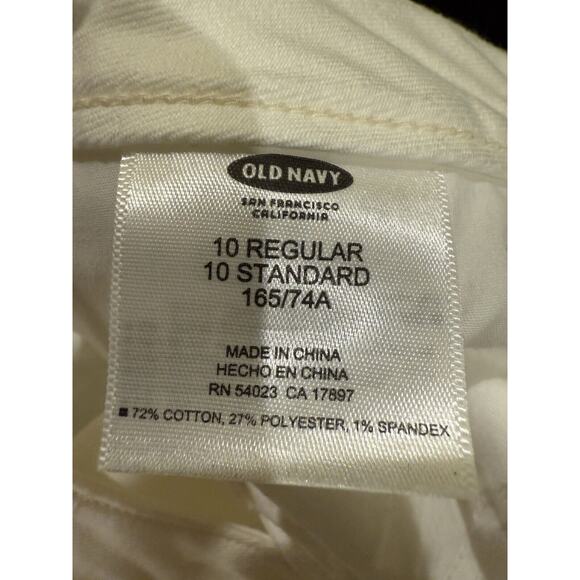 OLD NAVY
SAN FRANCISCO
CALIFORNIA
10 REGULAR
10 STANDARD
165/74A
MADE IN CHINA
HECHO EN CHINA
RN 54023 CA 17897
72% COTTON, 27% POLYESTER, 1% SPANDEX